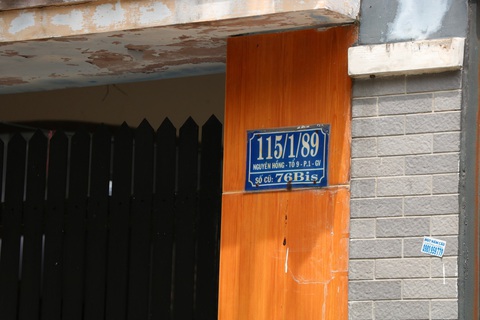 115/1/89
NGUYÊN HỒNG - TỔ 9 - P.1 - GV
SỐ CŨ: 76Bis